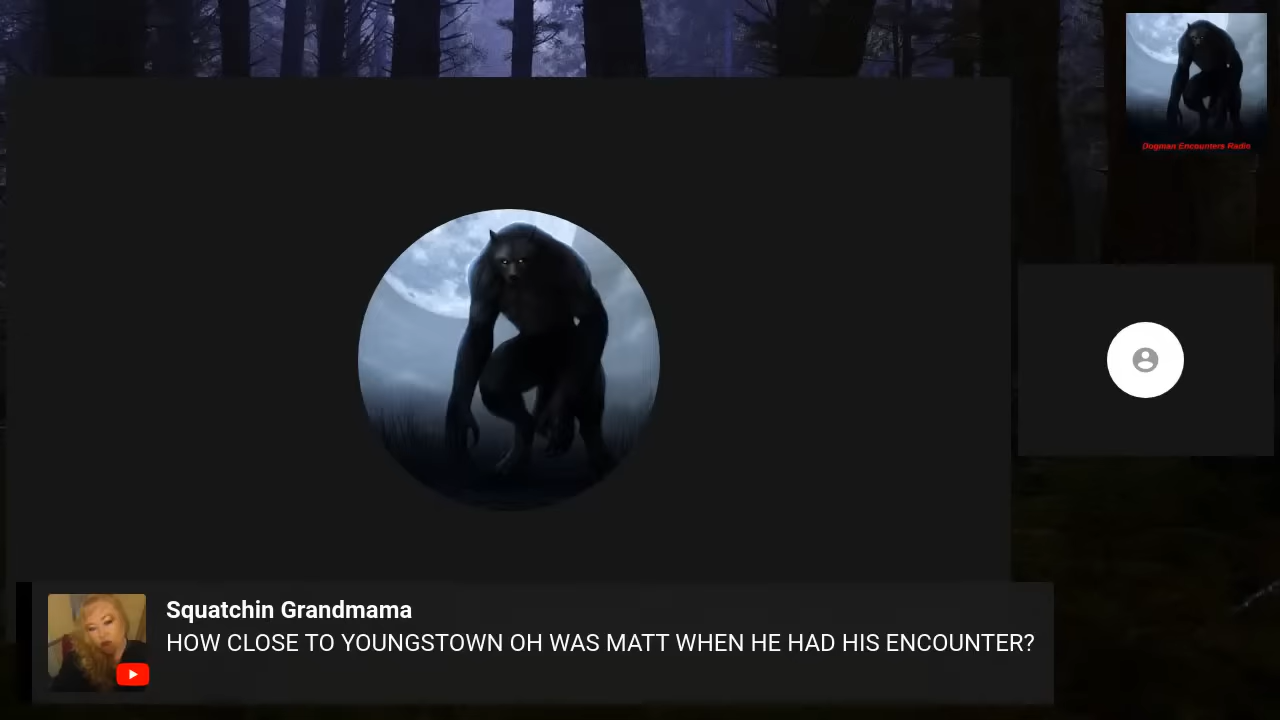 Dogman Encounters Radio
Squatchin Grandmama
HOW CLOSE TO YOUNGSTOWN OH WAS MATT WHEN HE HAD HIS ENCOUNTER?